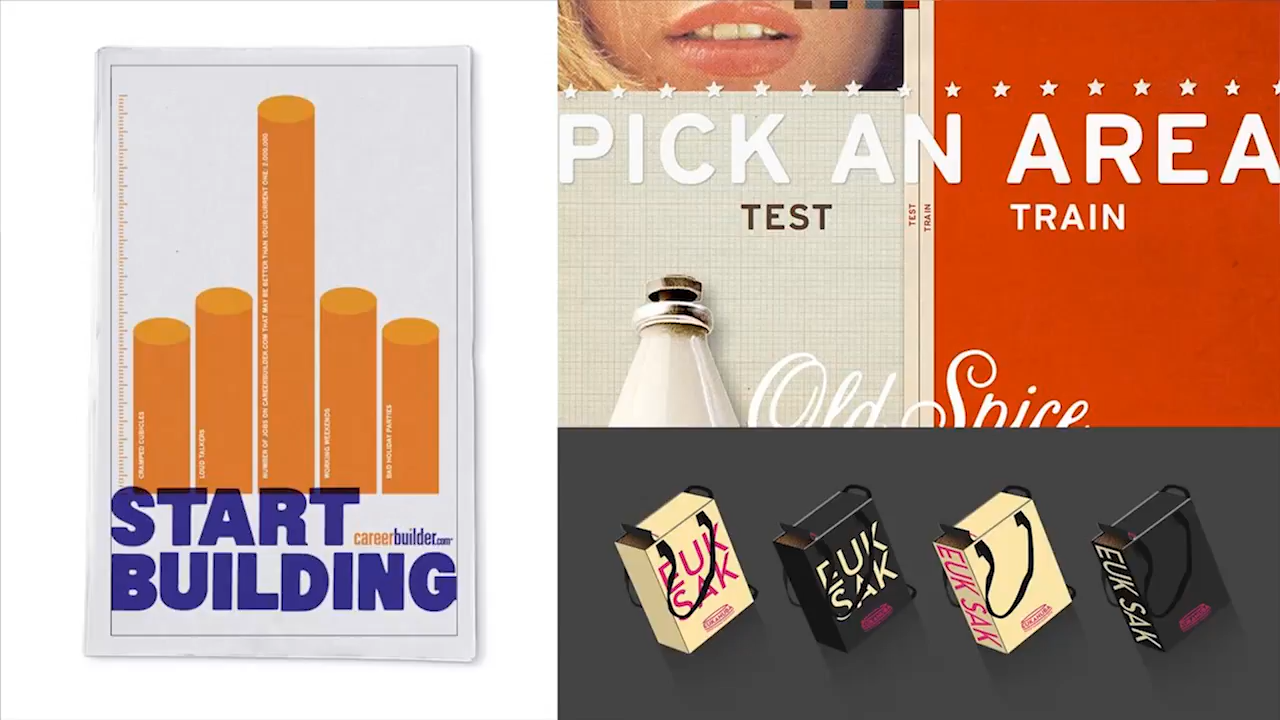 CRAMPED CUBICLES
LOUD TALKERS
NUMBER OF JOBS ON CAREERBUILDER.COM THAT MAY BE BETTER THAN YOUR CURRENT ONE: 2,000,000
WORKING WEEKENDS
BAD HOLIDAY PARTIES
START
careerbuilder.com
BUILDING
PICK AN AREA
TEST
TRAIN
TEST
TRAIN
Old Spice
EUK
SAK
EUK
SAK
EUK SAK
EUK SAK